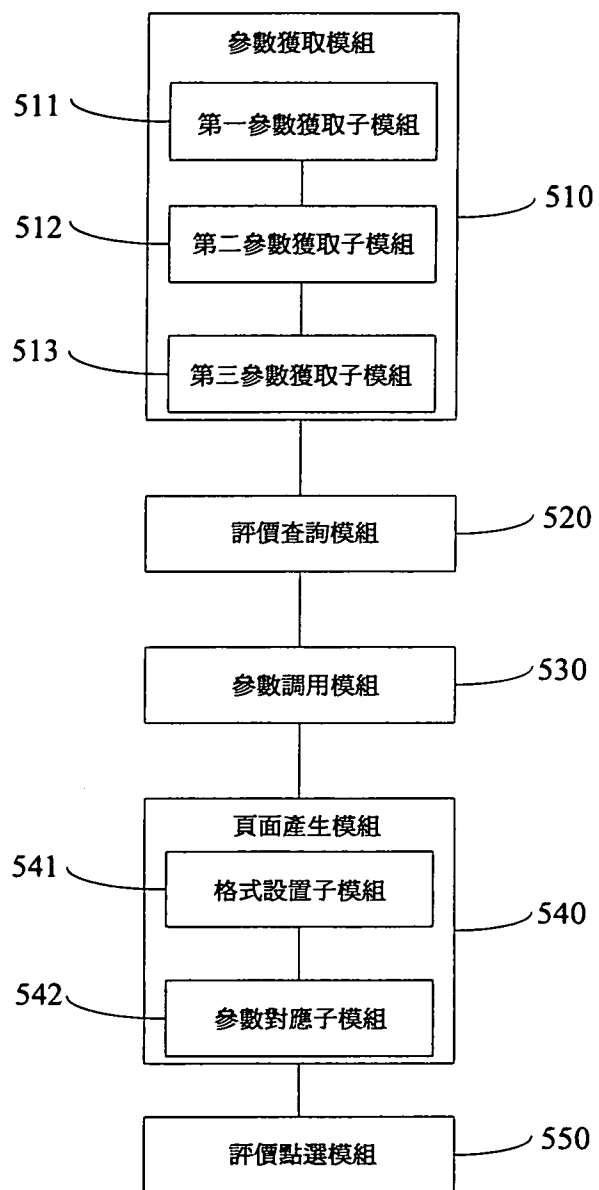 參數獲取模組
511
第一參數獲取子模組
510
512
第二參數獲取子模組
513
第三參數獲取子模組
評價查詢模組
520
參數調用模組
530
頁面產生模組
541
格式設置子模組
540
542
參數對應子模組
評價點選模組
550